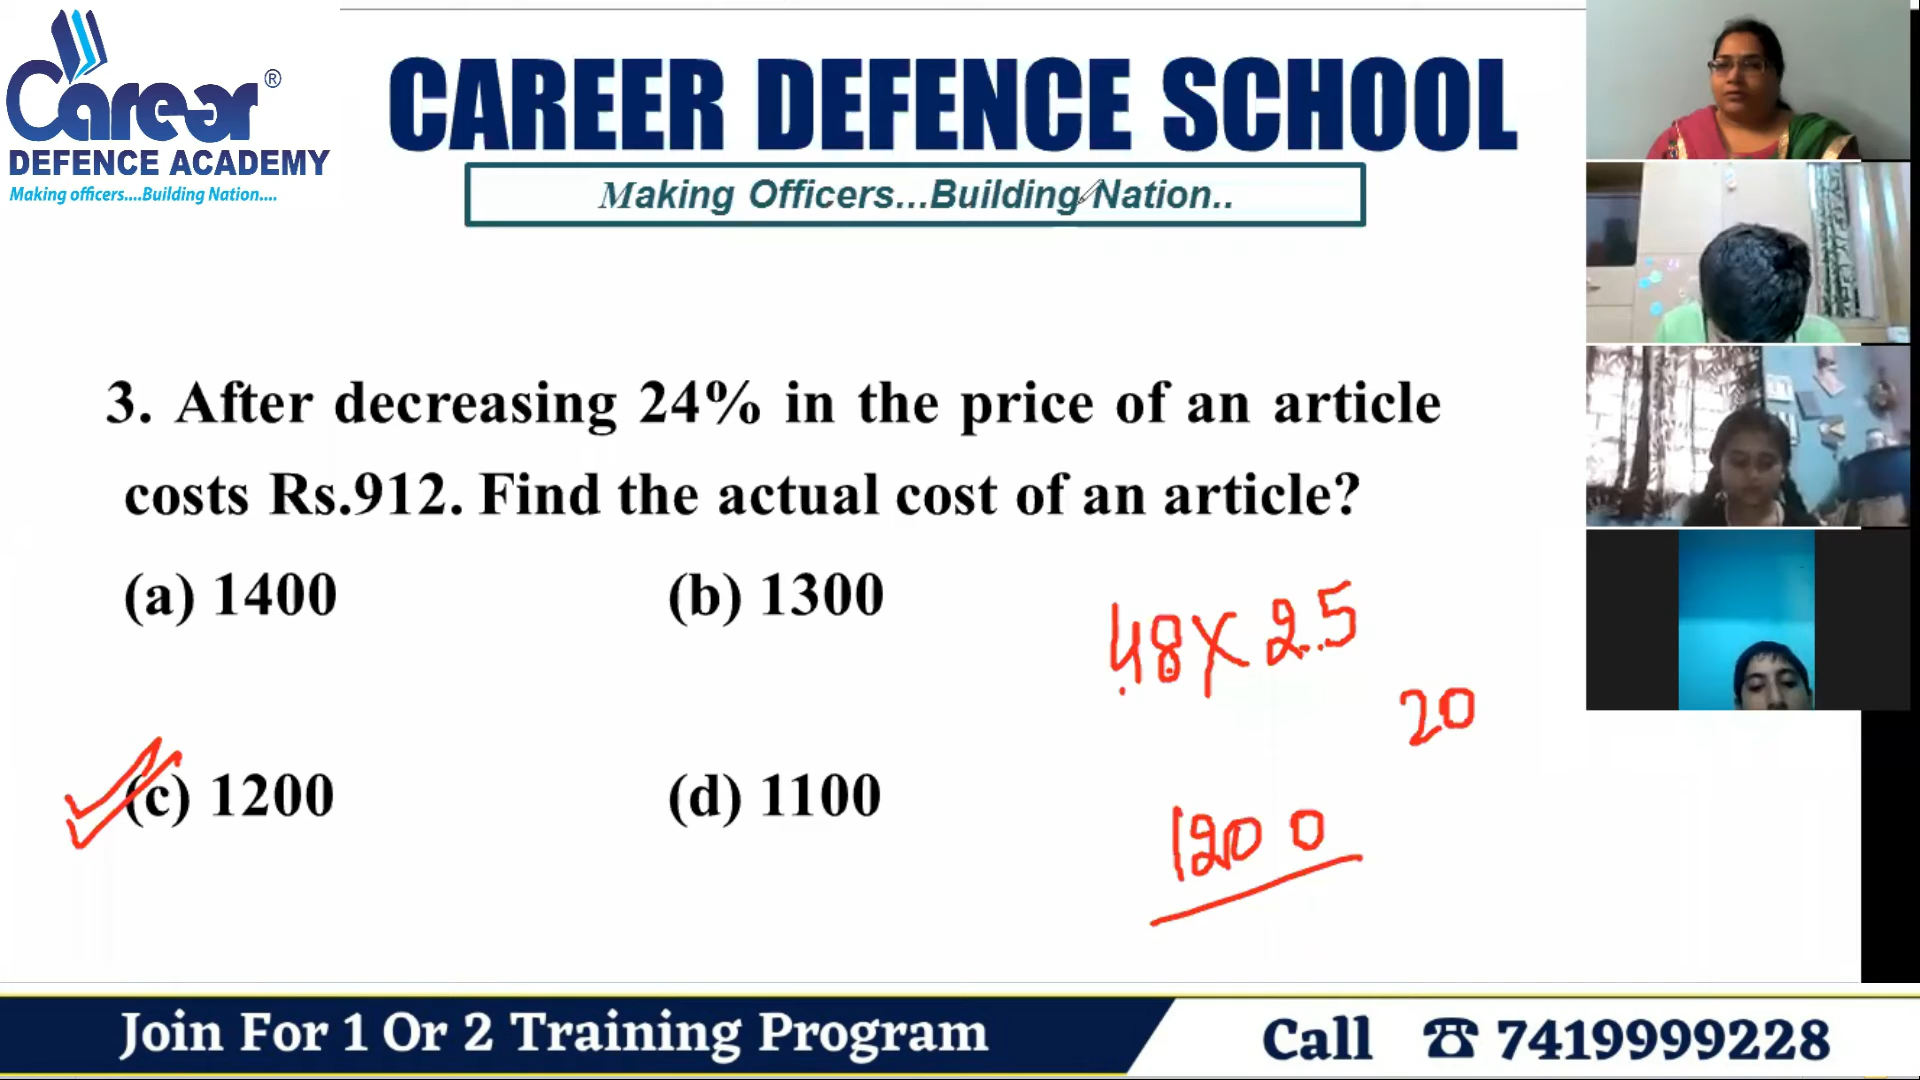 Career®
DEFENCE ACADEMY
Making officers....Building Nation....
CAREER DEFENCE SCHOOL
Making Officers...Building Nation..
3. After decreasing 24% in the price of an article
costs Rs.912. Find the actual cost of an article?
(a) 1400 (b) 1300
48 X 25
20
(c) 1200 (d) 1100
1200
Join For 1 Or 2 Training Program
Call ☎ 7419999228